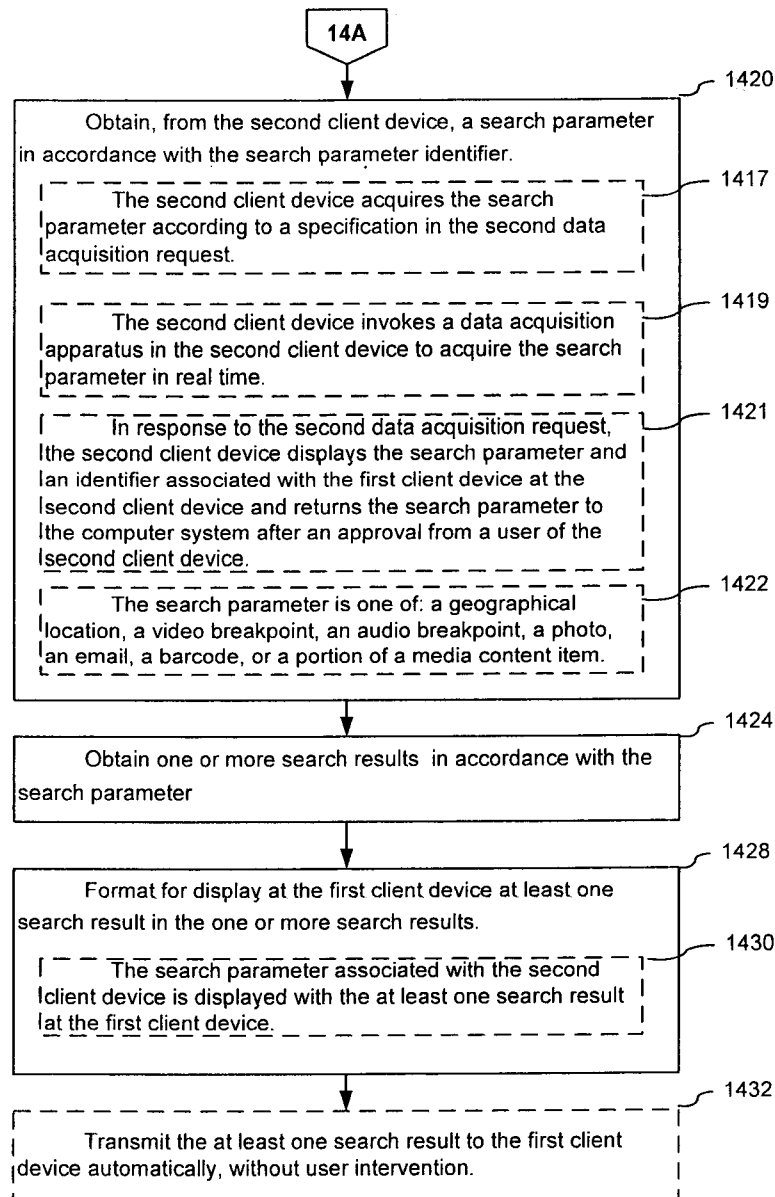 14A
1420
Obtain, from the second client device, a search parameter
in accordance with the search parameter identifier.
1417
The second client device acquires the search
parameter according to a specification in the second data
acquisition request.
1419
The second client device invokes a data acquisition
apparatus in the second client device to acquire the search
parameter in real time.
1421
In response to the second data acquisition request,
the second client device displays the search parameter and
an identifier associated with the first client device at the
second client device and returns the search parameter to
the computer system after an approval from a user of the
second client device.
1422
The search parameter is one of: a geographical
location, a video breakpoint, an audio breakpoint, a photo,
an email, a barcode, or a portion of a media content item.
1424
Obtain one or more search results in accordance with the
search parameter
1428
Format for display at the first client device at least one
search result in the one or more search results.
1430
The search parameter associated with the second
client device is displayed with the at least one search result
at the first client device.
1432
Transmit the at least one search result to the first client
device automatically, without user intervention.